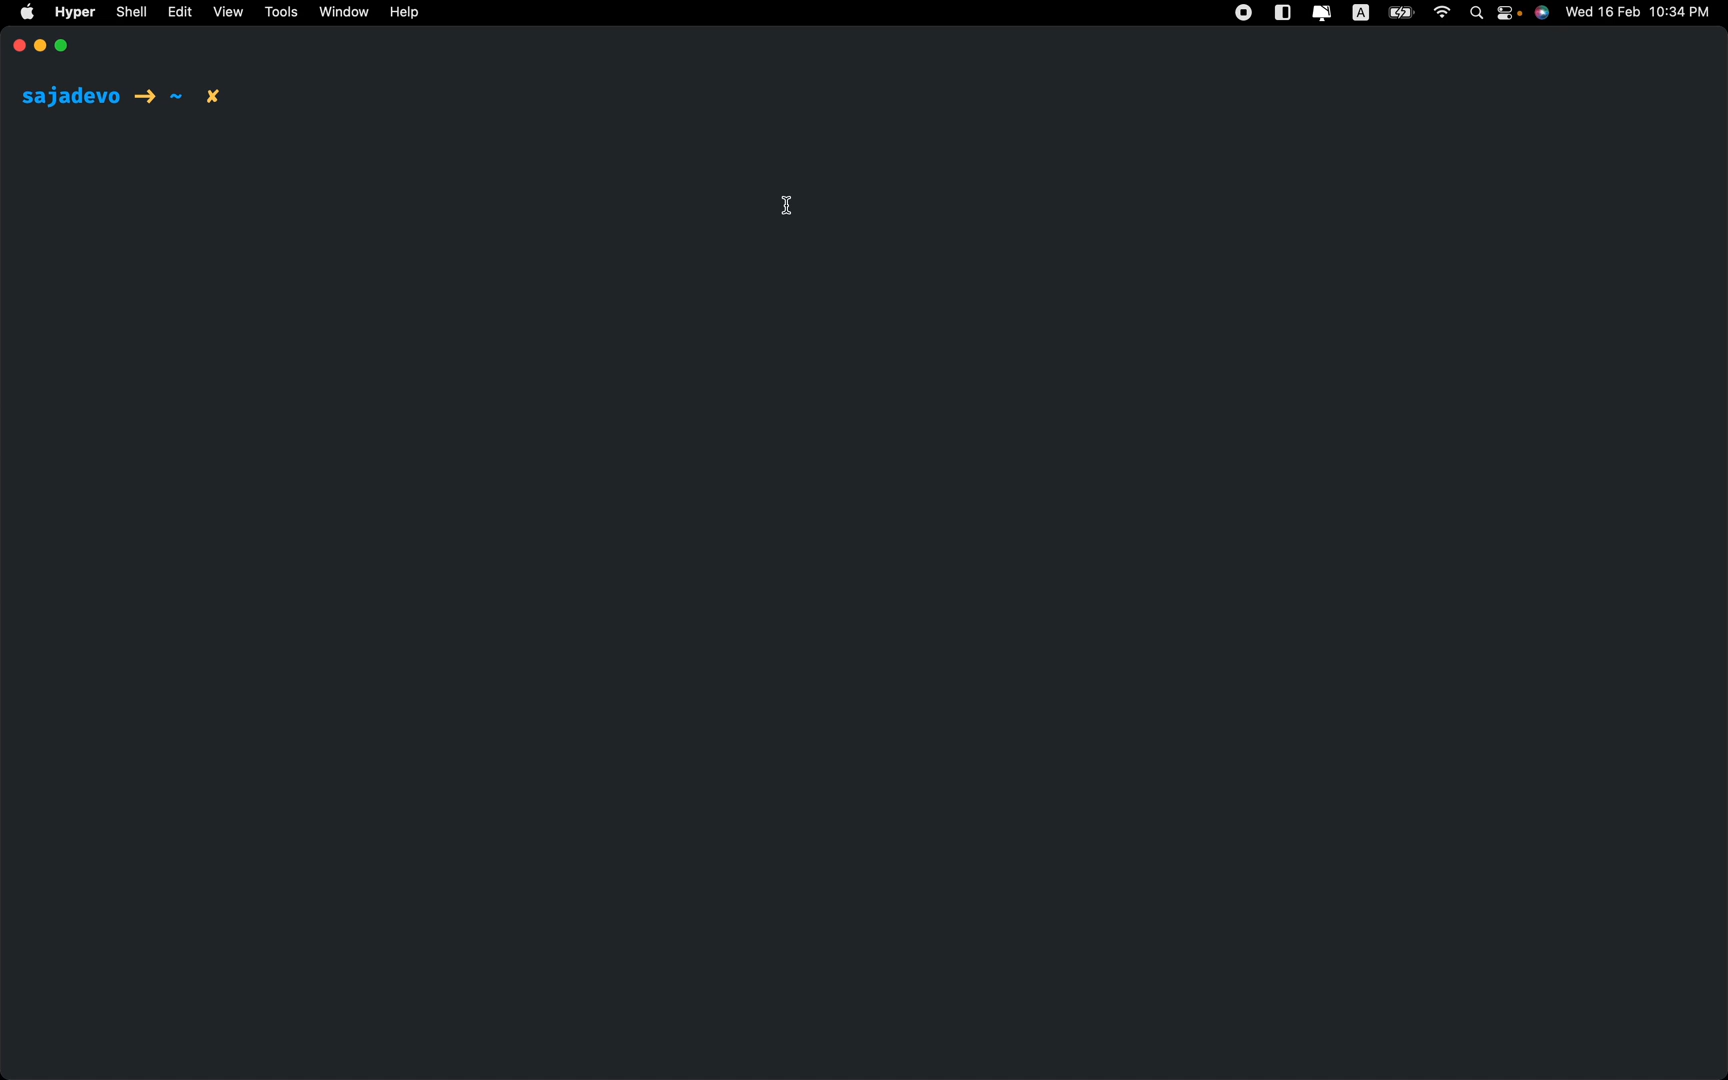 Hyper Shell Edit View Tools Window Help A Wed 16 Feb 10:34 PM
sajadevo → ~ ✘